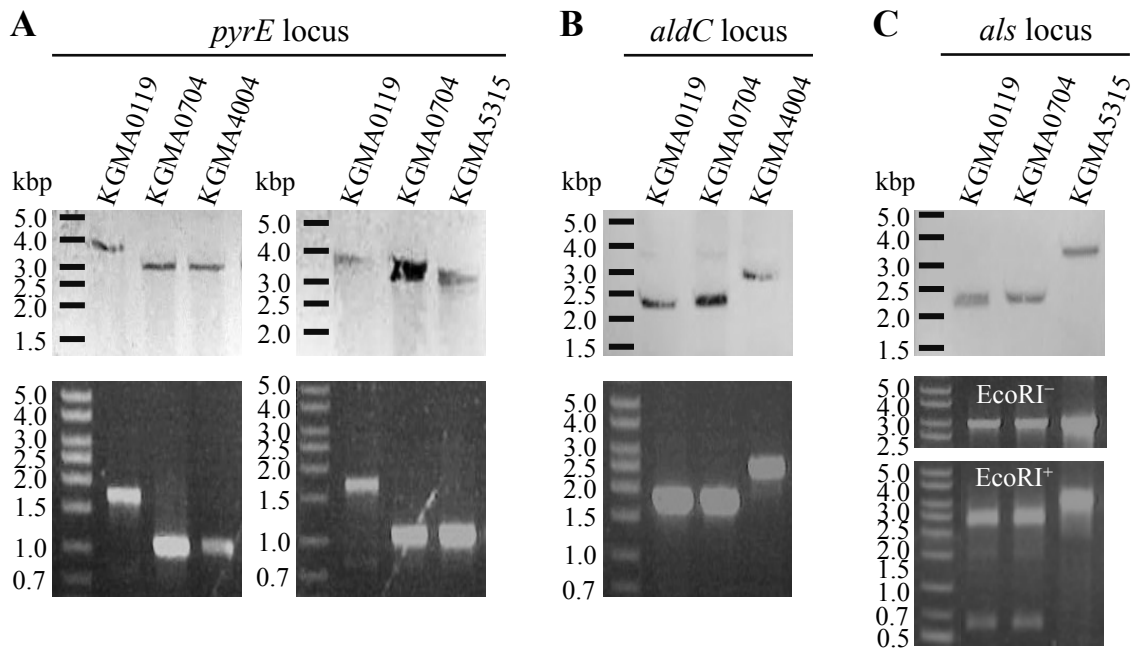 A
pyrE locus
KGMA0119
KGMA0704
KGMA4004
KGMA0119
KGMA0704
KGMA5315
kbp
5.0
4.0
3.0
2.5
2.0
1.5
kbp
5.0
4.0
3.0
2.5
2.0
5.0
4.0
3.0
2.5
2.0
1.5
1.0
0.7
5.0
4.0
3.0
2.5
2.0
1.5
1.0
0.7
B
aldC locus
KGMA0119
KGMA0704
KGMA4004
kbp
5.0
4.0
3.0
2.5
2.0
1.5
5.0
4.0
3.0
2.5
2.0
1.5
1.0
0.7
C
als locus
KGMA0119
KGMA0704
KGMA5315
kbp
5.0
4.0
3.0
2.5
2.0
1.5
EcoRI⁻
5.0
4.0
3.0
2.5
EcoRI⁺
5.0
4.0
3.0
2.5
2.0
1.5
1.0
0.7
0.5